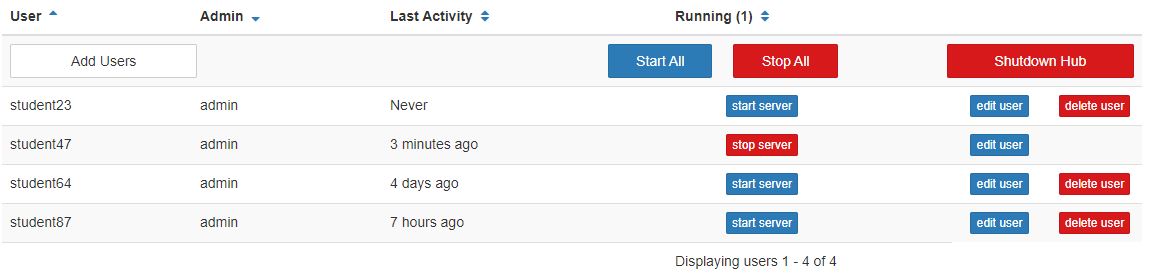 User Admin Last Activity Running (1)
Add Users Start All Stop All Shutdown Hub
student23 admin Never start server edit user delete user
student47 admin 3 minutes ago stop server edit user
student64 admin 4 days ago start server edit user delete user
student87 admin 7 hours ago start server edit user delete user
Displaying users 1 - 4 of 4